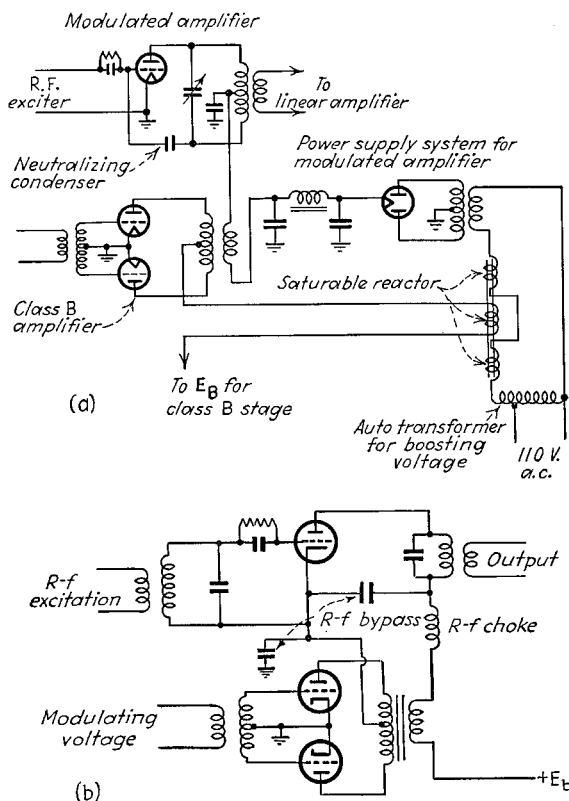 Modulated amplifier
R.F.
exciter
To
linear amplifier
Neutralizing
condenser
Power supply system for
modulated amplifier
Class B
amplifier
Saturable reactor
To E_B for
class B stage
(a)
Auto transformer
for boosting
voltage
110 V.
a.c.
R-f
excitation
Output
R-f bypass
R-f choke
Modulating
voltage
+E_b
(b)